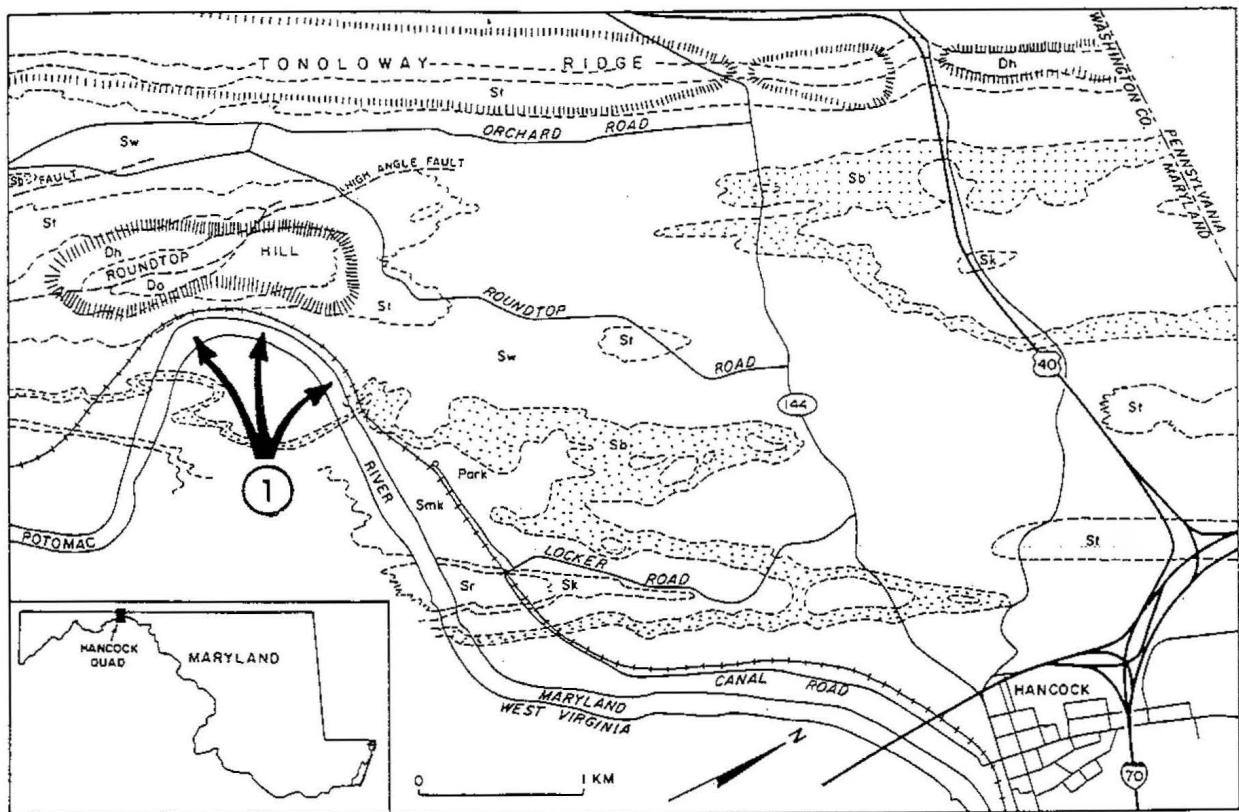 TONOLOWAY RIDGE
Dh
WASHINGTON CO.
PENNSYLVANIA
MARYLAND
St
ORCHARD ROAD
Sw
FAULT
HIGH ANGLE FAULT
Sb
St
Dh
ROUNDTOP HILL
Do
Sk
St
ROUNDTOP ROAD
St
Sw
40
144
St
Sb
Park
1
RIVER
Smk
POTOMAC
St
LOCKER ROAD
Sr
Sk
HANCOCK QUAD
MARYLAND
CANAL ROAD
MARYLAND
WEST VIRGINIA
HANCOCK
N
0 1 KM
70